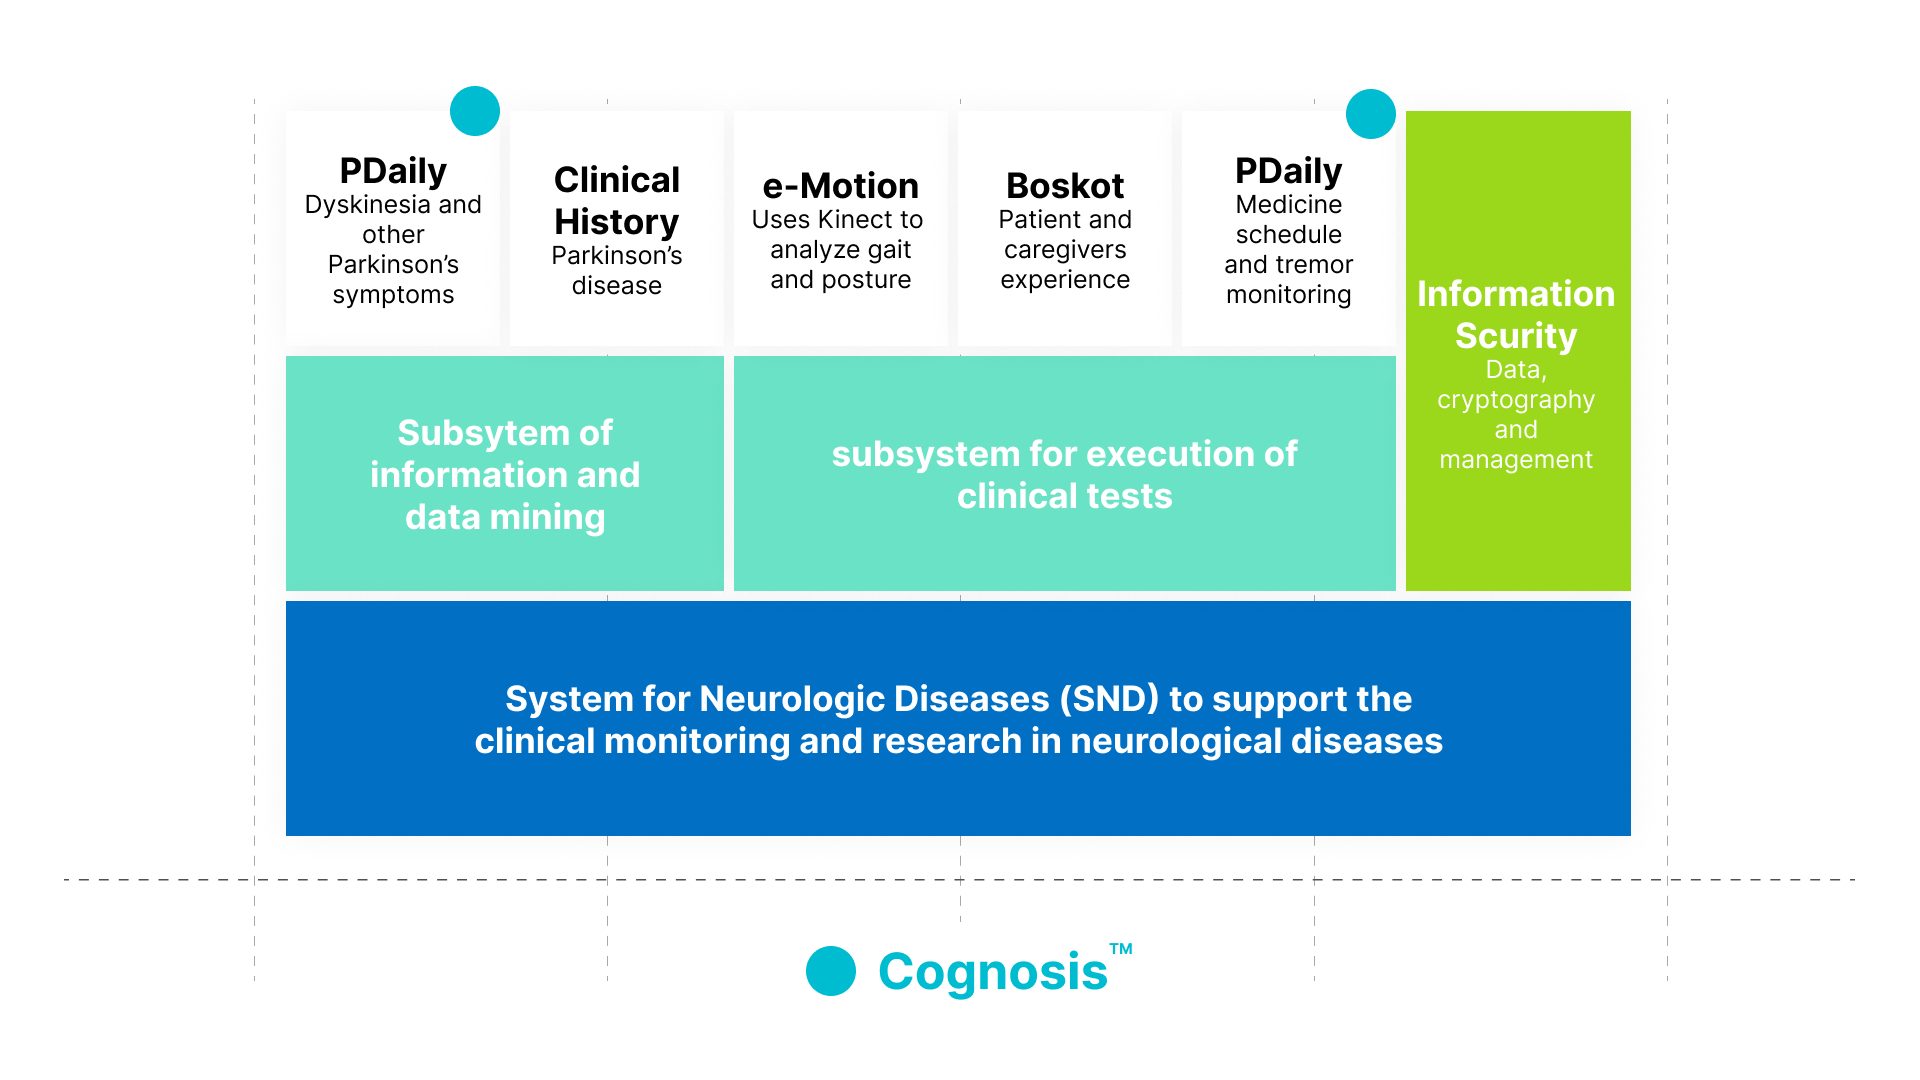 PDaily
Dyskinesia and
other
Parkinson’s
symptoms
Clinical
History
Parkinson’s
disease
e-Motion
Uses Kinect to
analyze gait
and posture
Boskot
Patient and
caregivers
experience
PDaily
Medicine
schedule
and tremor
monitoring
Information
Scurity
Data,
cryptography
and
management
Subsytem of
information and
data mining
subsystem for execution of
clinical tests
System for Neurologic Diseases (SND) to support the
clinical monitoring and research in neurological diseases
Cognosis™